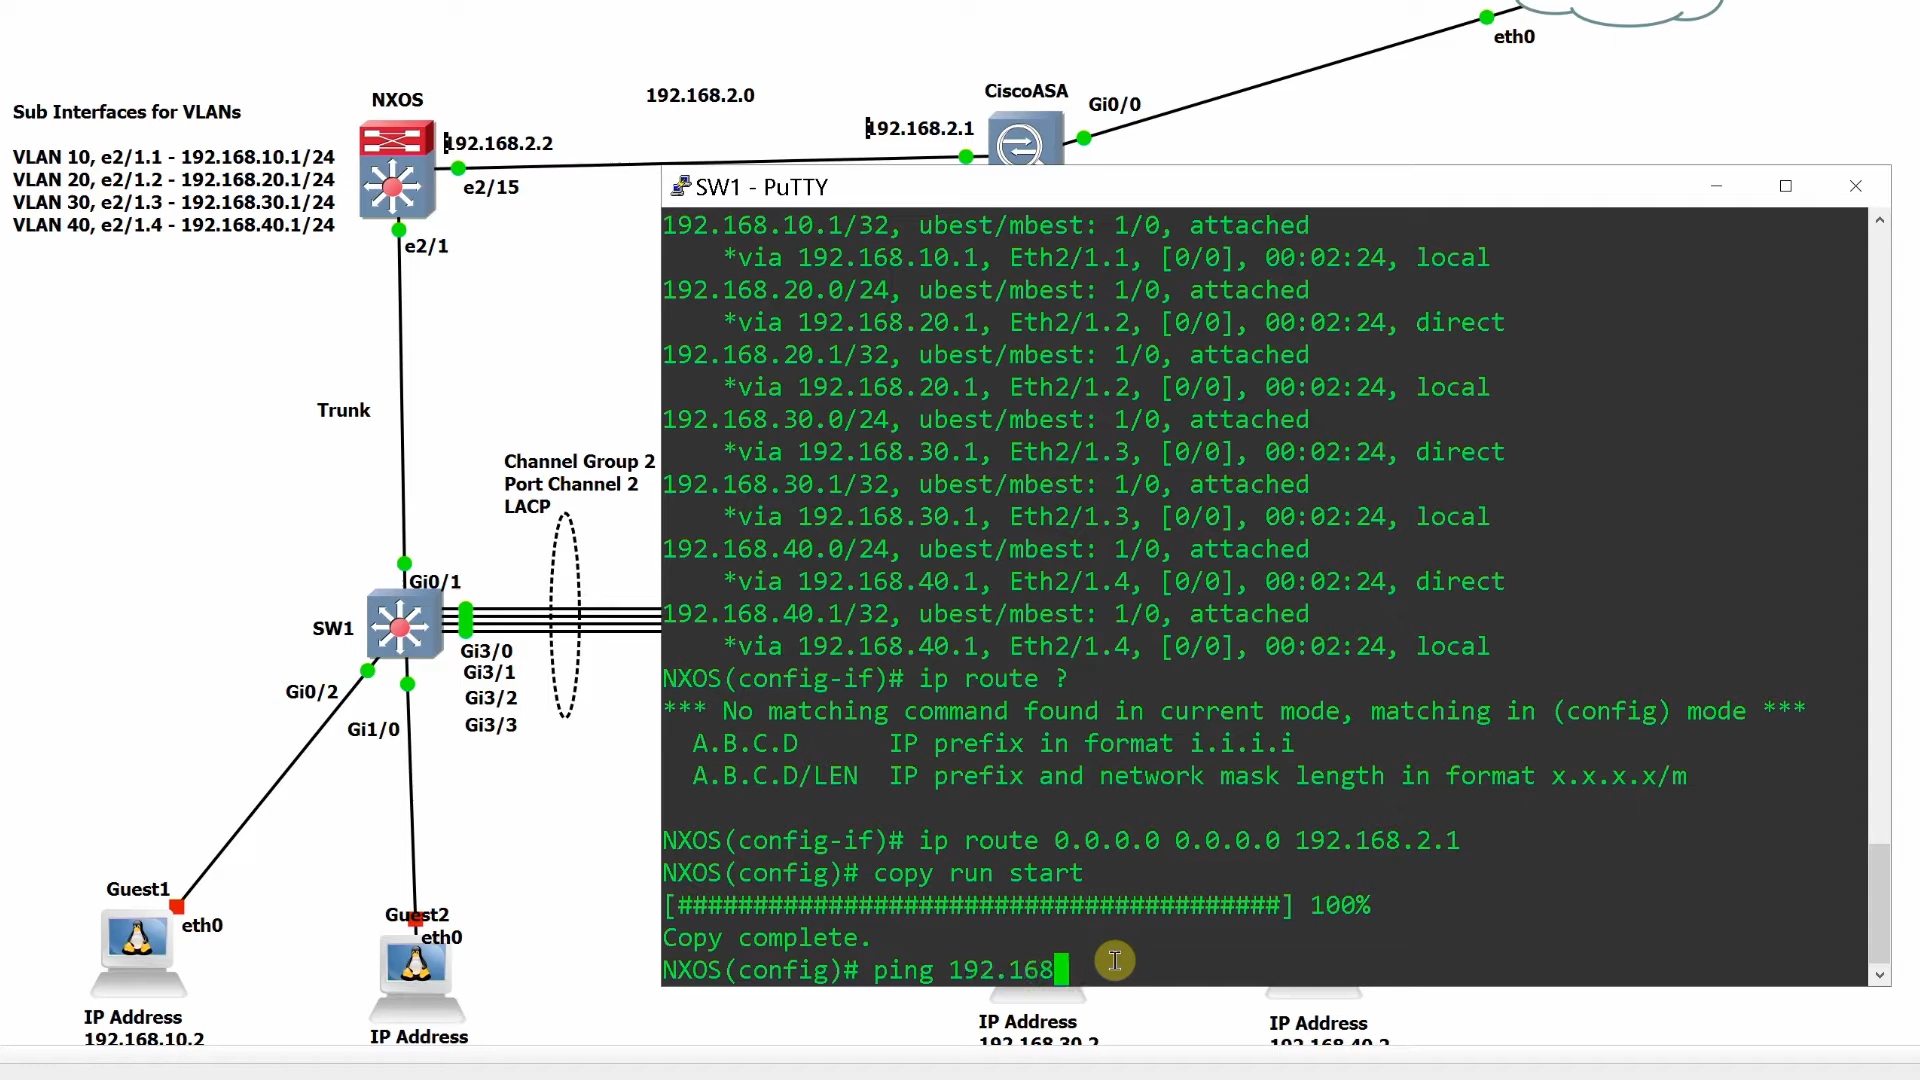 eth0
NXOS
192.168.2.0
CiscoASA
Gi0/0
Sub Interfaces for VLANs
192.168.2.2
192.168.2.1
VLAN 10, e2/1.1 - 192.168.10.1/24
VLAN 20, e2/1.2 - 192.168.20.1/24
VLAN 30, e2/1.3 - 192.168.30.1/24
VLAN 40, e2/1.4 - 192.168.40.1/24
e2/15
e2/1
Trunk
Channel Group 2
Port Channel 2
LACP
Gi0/1
SW1
Gi3/0
Gi3/1
Gi3/2
Gi3/3
Gi0/2
Gi1/0
Guest1
eth0
Guest2
eth0
IP Address
192.168.10.2
IP Address
SW1 - PuTTY
192.168.10.1/32, ubest/mbest: 1/0, attached
*via 192.168.10.1, Eth2/1.1, [0/0], 00:02:24, local
192.168.20.0/24, ubest/mbest: 1/0, attached
*via 192.168.20.1, Eth2/1.2, [0/0], 00:02:24, direct
192.168.20.1/32, ubest/mbest: 1/0, attached
*via 192.168.20.1, Eth2/1.2, [0/0], 00:02:24, local
192.168.30.0/24, ubest/mbest: 1/0, attached
*via 192.168.30.1, Eth2/1.3, [0/0], 00:02:24, direct
192.168.30.1/32, ubest/mbest: 1/0, attached
*via 192.168.30.1, Eth2/1.3, [0/0], 00:02:24, local
192.168.40.0/24, ubest/mbest: 1/0, attached
*via 192.168.40.1, Eth2/1.4, [0/0], 00:02:24, direct
192.168.40.1/32, ubest/mbest: 1/0, attached
*via 192.168.40.1, Eth2/1.4, [0/0], 00:02:24, local
NXOS(config-if)# ip route ?
*** No matching command found in current mode, matching in (config) mode ***
A.B.C.D IP prefix in format i.i.i.i
A.B.C.D/LEN IP prefix and network mask length in format x.x.x.x/m
NXOS(config-if)# ip route 0.0.0.0 0.0.0.0 192.168.2.1
NXOS(config)# copy run start
[########################################] 100%
Copy complete.
NXOS(config)# ping 192.168
IP Address
192.168.30.2
IP Address
192.168.40.2